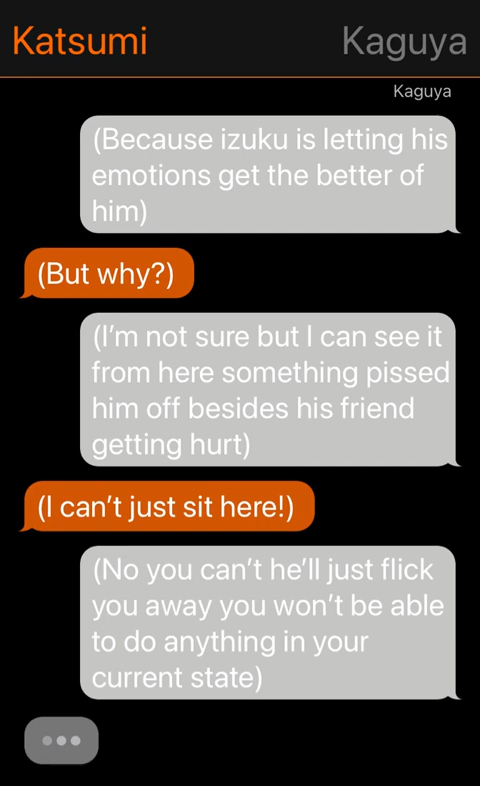 Katsumi Kaguya
Kaguya
(Because izuku is letting his
emotions get the better of
him)
(But why?)
(I’m not sure but I can see it
from here something pissed
him off besides his friend
getting hurt)
(I can’t just sit here!)
(No you can’t he’ll just flick
you away you won’t be able
to do anything in your
current state)